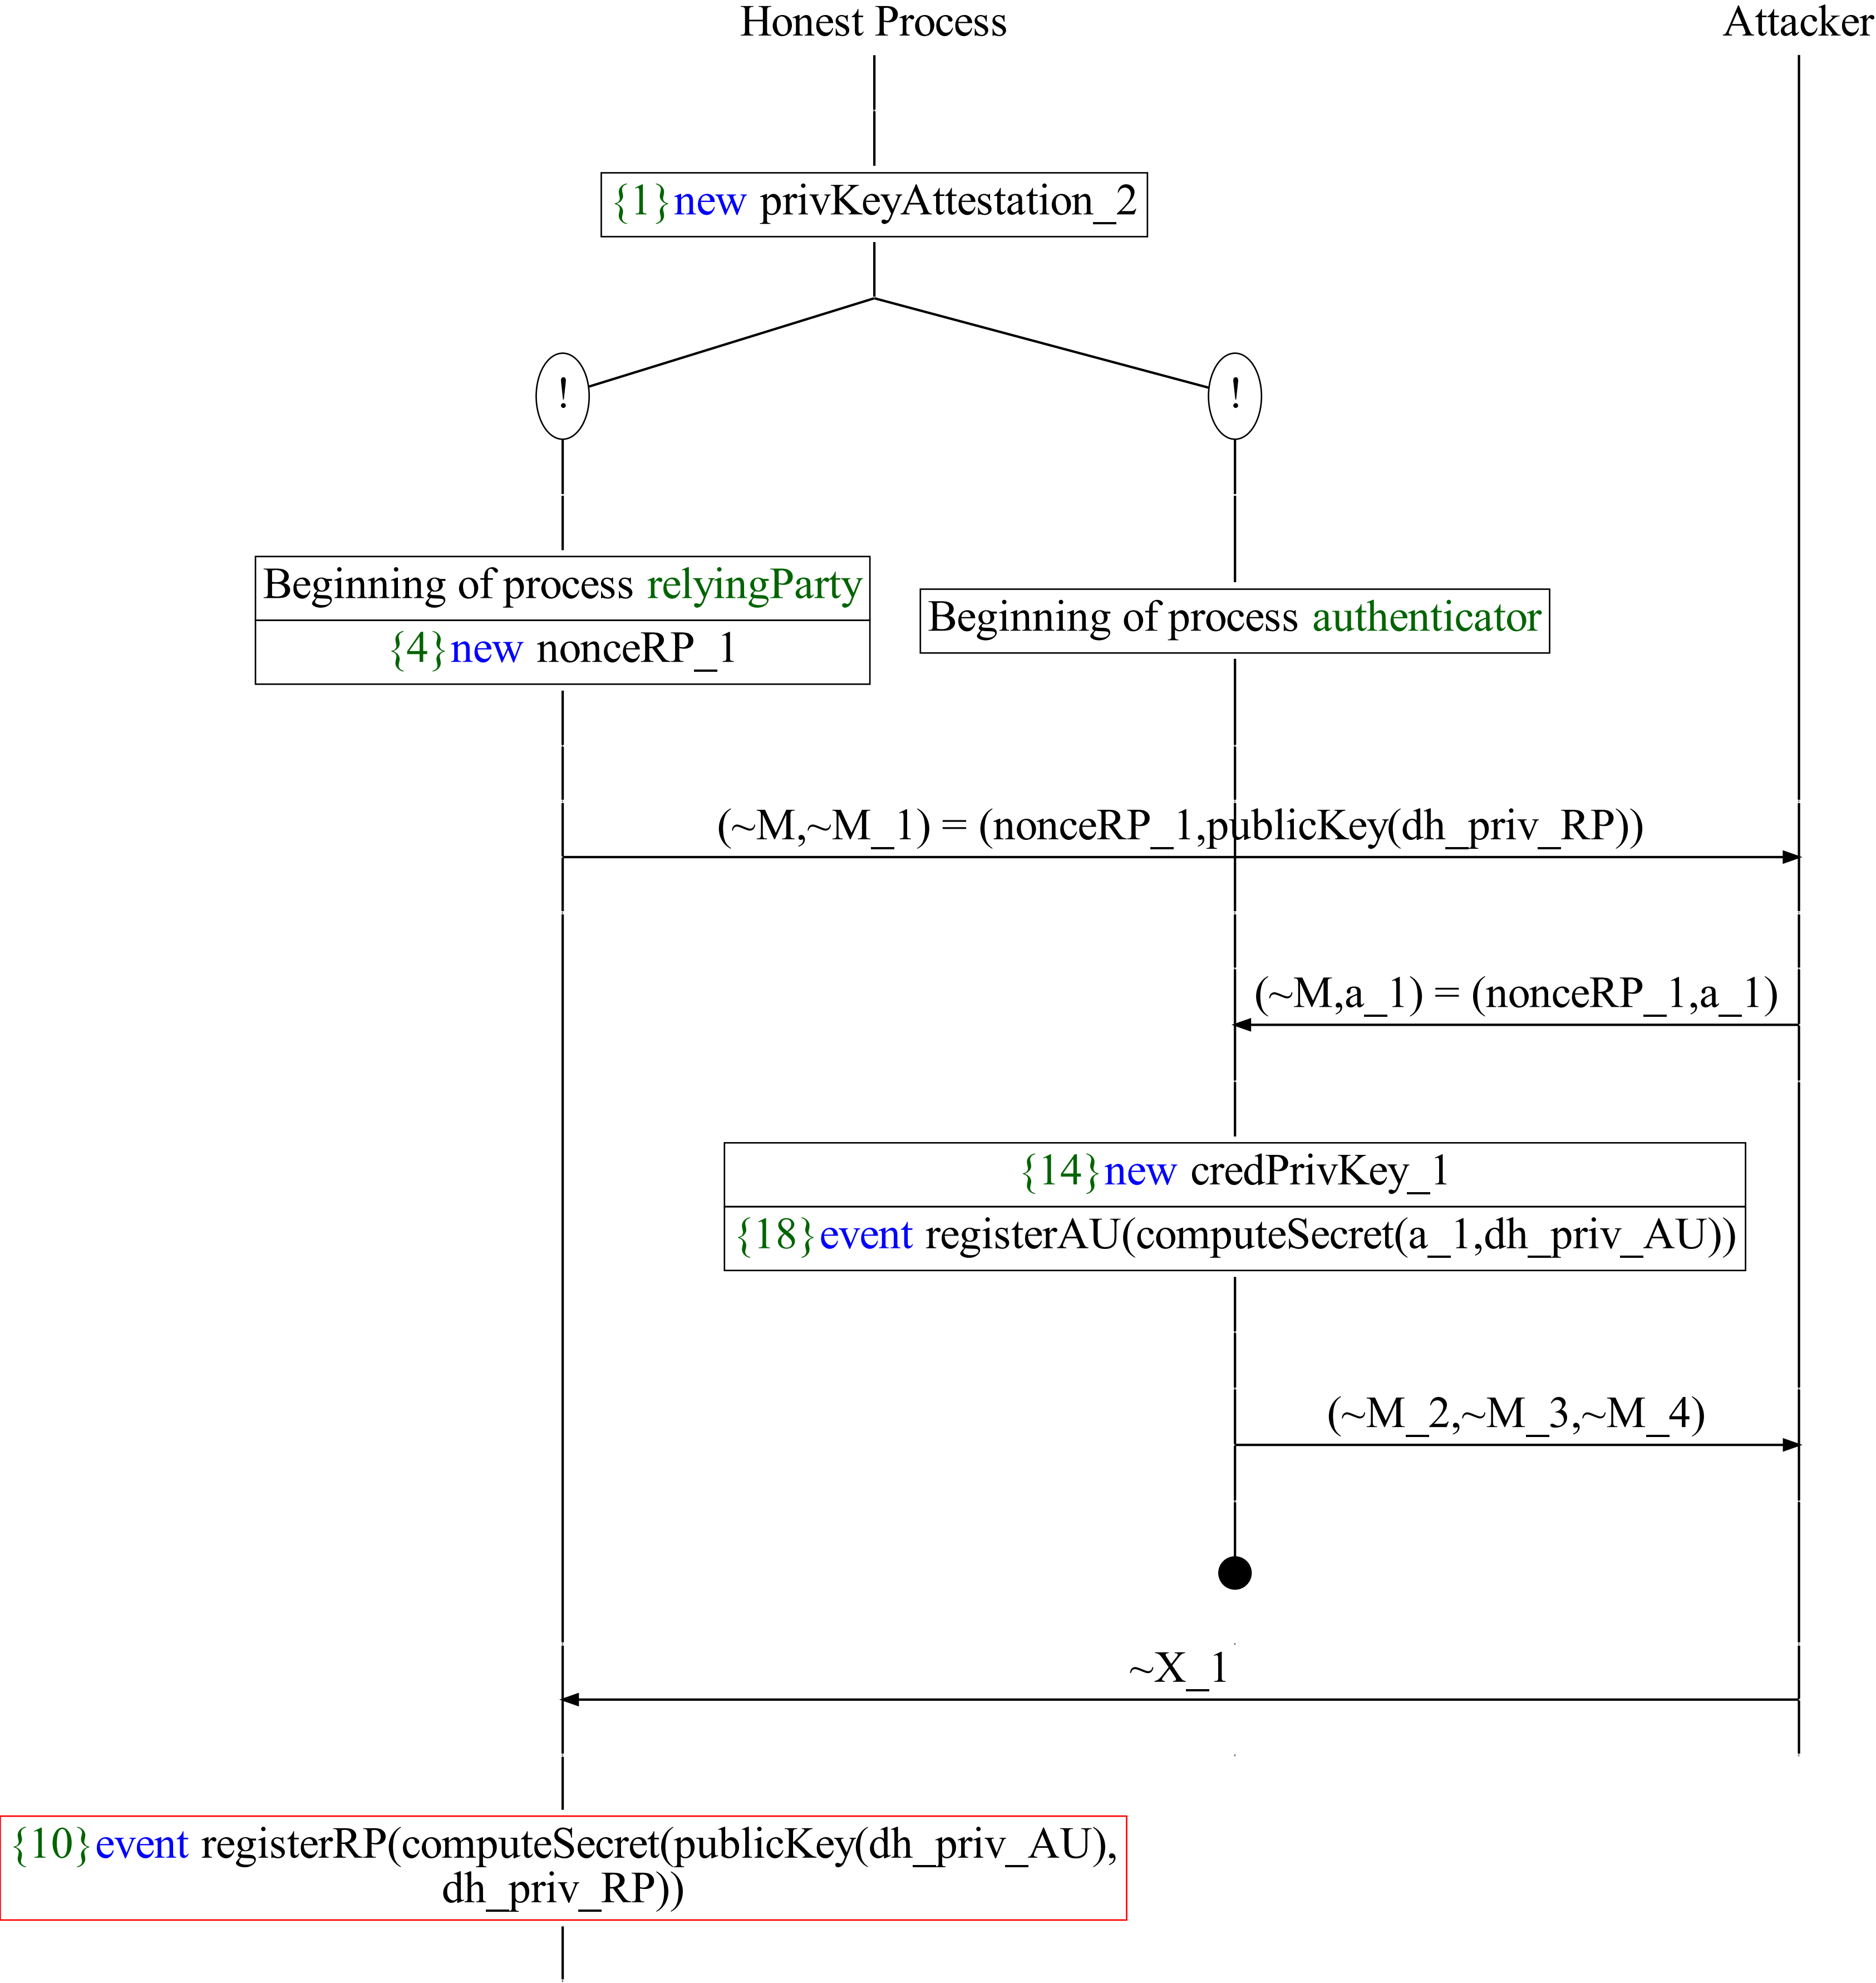 Honest Process
Attacker
{1}new privKeyAttestation_2
!
!
Beginning of process relyingParty
{4}new nonceRP_1
Beginning of process authenticator
(~M,~M_1) = (nonceRP_1,publicKey(dh_priv_RP))
(~M,a_1) = (nonceRP_1,a_1)
{14}new credPrivKey_1
{18}event registerAU(computeSecret(a_1,dh_priv_AU))
(~M_2,~M_3,~M_4)
~X_1
{10}event registerRP(computeSecret(publicKey(dh_priv_AU),
dh_priv_RP))